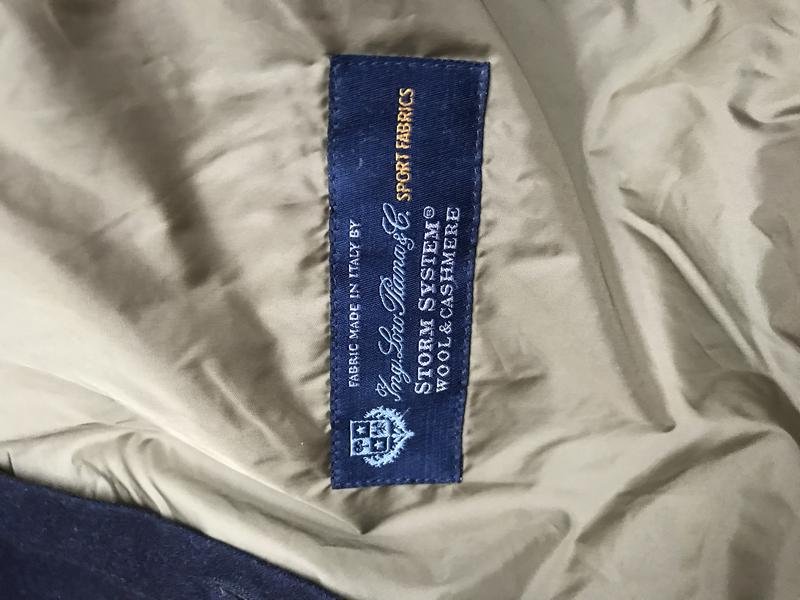 FABRIC MADE IN ITALY BY
Ing. Loro Piana & C. SPORT FABRICS
STORM SYSTEM®
WOOL & CASHMERE